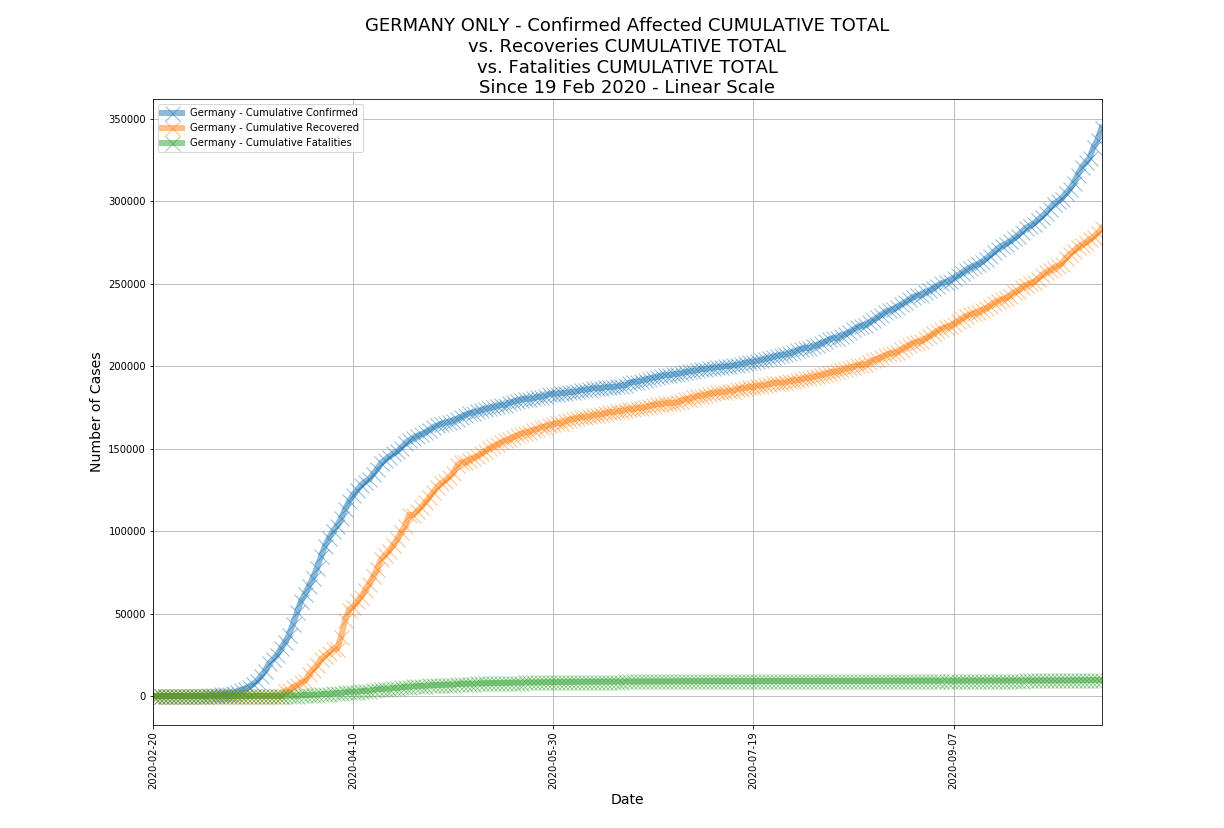 GERMANY ONLY - Confirmed Affected CUMULATIVE TOTAL
vs. Recoveries CUMULATIVE TOTAL
vs. Fatalities CUMULATIVE TOTAL
Since 19 Feb 2020 - Linear Scale
Germany - Cumulative Confirmed
Germany - Cumulative Recovered
Germany - Cumulative Fatalities
350000
300000
250000
200000
150000
100000
50000
0
Number of Cases
2020-02-20
2020-04-10
2020-05-30
2020-07-19
2020-09-07
Date